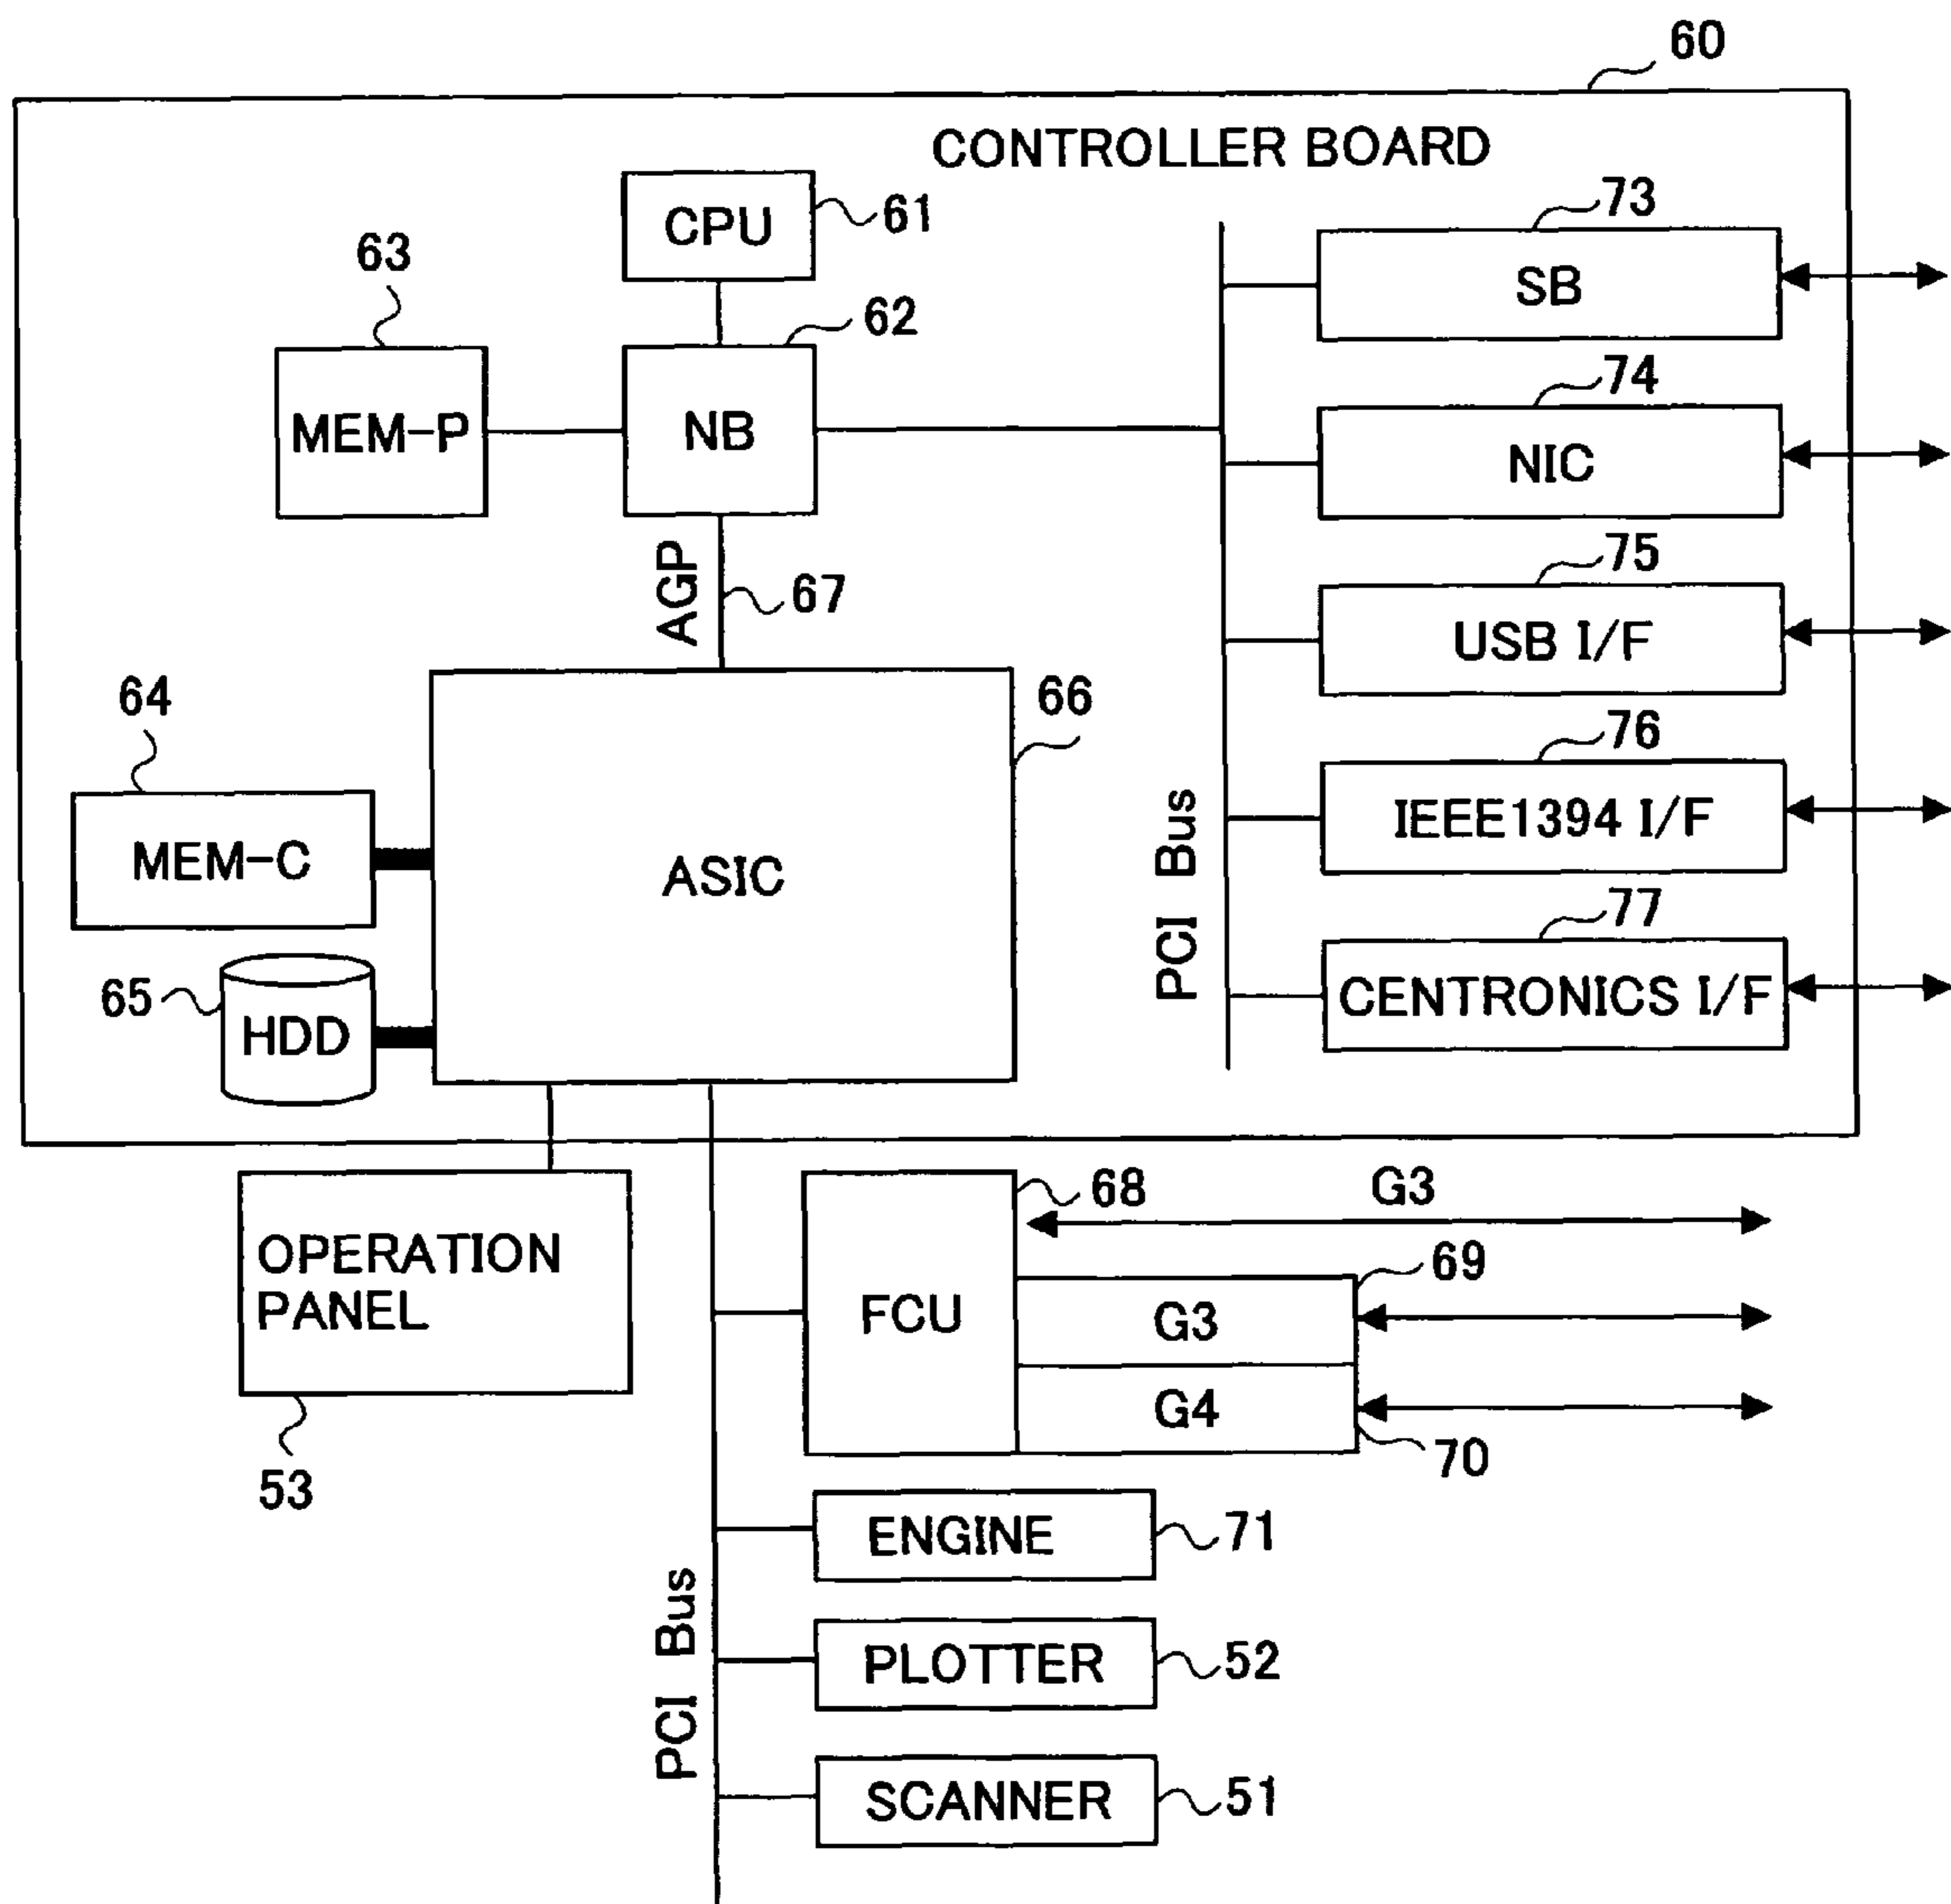 60
CONTROLLER BOARD
CPU
61
73
SB
63
62
MEM-P
NB
74
NIC
AGP
67
75
USB I/F
64
66
76
IEEE1394 I/F
MEM-C
ASIC
PCI Bus
77
CENTRONICS I/F
65
HDD
OPERATION
PANEL
53
68
G3
FCU
69
G3
G4
70
ENGINE
71
PCI Bus
PLOTTER
52
SCANNER
51